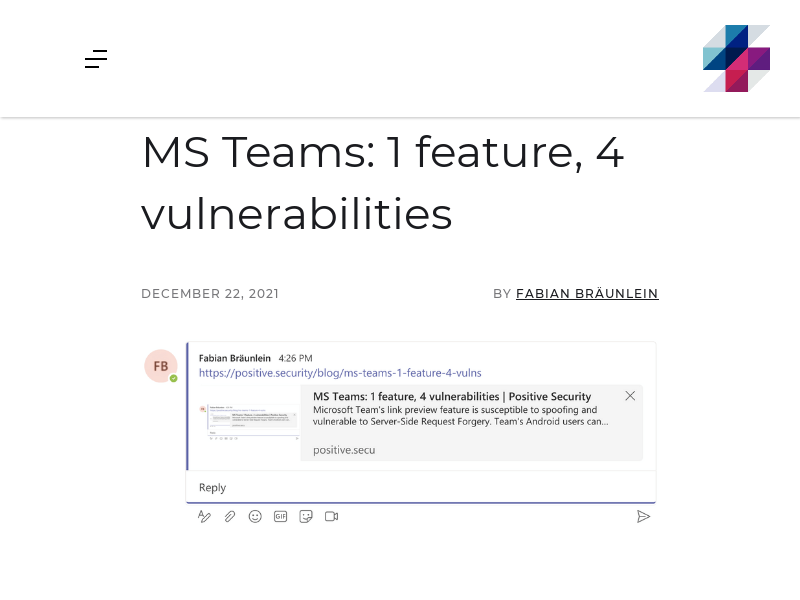 MS Teams: 1 feature, 4
vulnerabilities
DECEMBER 22, 2021
BY FABIAN BRÄUNLEIN
FB
Fabian Bräunlein 4:26 PM
https://positive.security/blog/ms-teams-1-feature-4-vulns
MS Teams: 1 feature, 4 vulnerabilities | Positive Security
Microsoft Team's link preview feature is susceptible to spoofing and
vulnerable to Server-Side Request Forgery. Team's Android users can...
positive.secu
Reply
GIF